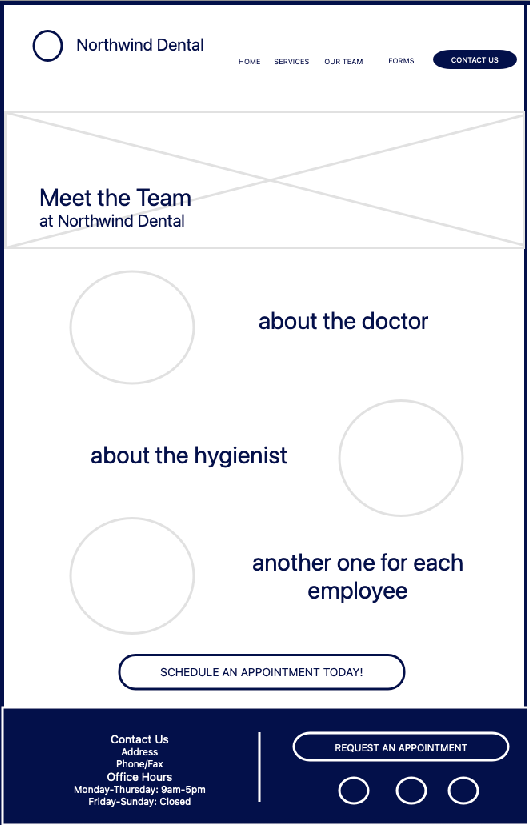 Northwind Dental
HOME SERVICES OUR TEAM FORMS CONTACT US
Meet the Team
at Northwind Dental
about the doctor
about the hygienist
another one for each
employee
SCHEDULE AN APPOINTMENT TODAY!
Contact Us
Address
Phone/Fax
Office Hours
Monday-Thursday: 9am-5pm
Friday-Sunday: Closed
REQUEST AN APPOINTMENT